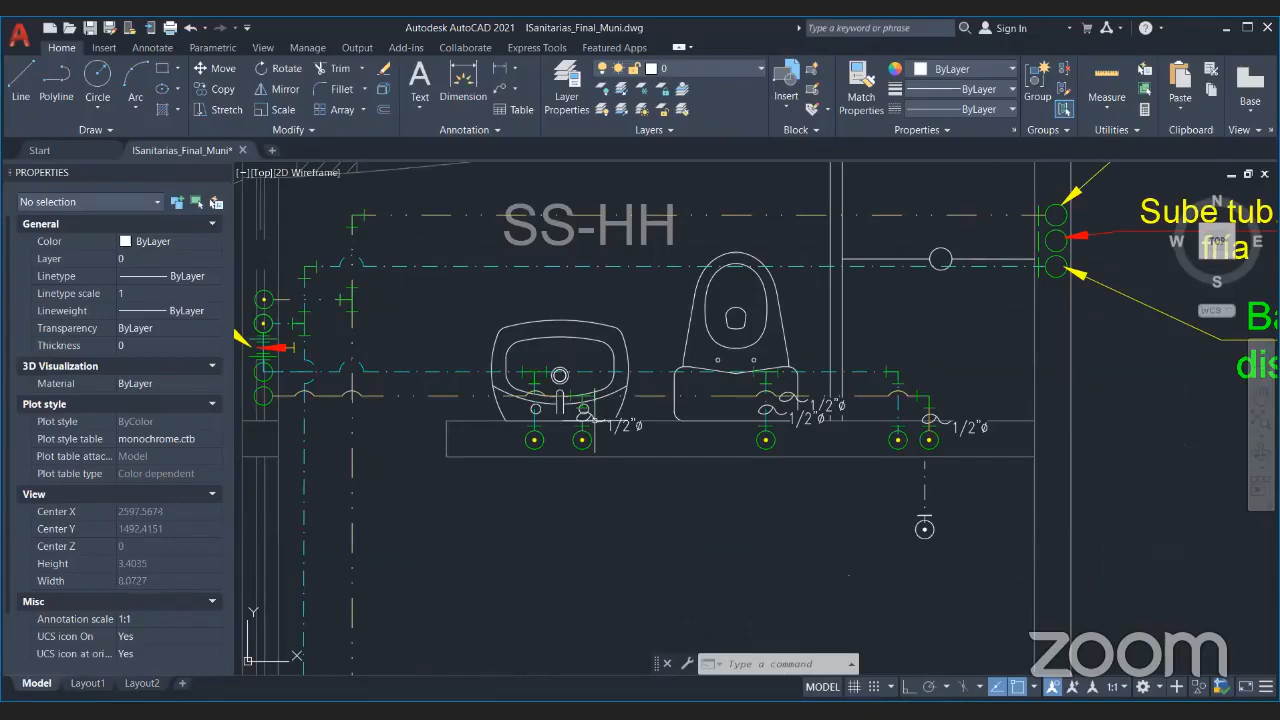 Autodesk AutoCAD 2021 ISanitarias_Final_Muni.dwg
Type a keyword or phrase
Sign In
Home Insert Annotate Parametric View Manage Output Add-ins Collaborate Express Tools Featured Apps
Line Polyline Circle Arc
Move Rotate Trim
Copy Mirror Fillet
Stretch Scale Array
Text Dimension Table
Layer Properties
0
Insert
Match Properties
ByLayer
ByLayer
ByLayer
Group Measure Paste Base
Draw Modify Annotation Layers Block Properties Groups Utilities Clipboard View
Start ISanitarias_Final_Muni*
PROPERTIES
[−][Top][2D Wireframe]
No selection
General
Color ByLayer
Layer 0
Linetype ByLayer
Linetype scale 1
Lineweight ByLayer
Transparency ByLayer
Thickness 0
3D Visualization
Material ByLayer
Plot style
Plot style ByColor
Plot style table monochrome.ctb
Plot table attac... Model
Plot table type Color dependent
View
Center X 2597.5674
Center Y 1492.4151
Center Z 0
Height 3.4035
Width 8.0727
Misc
Annotation scale 1:1
UCS icon On Yes
UCS icon at ori... Yes
SS-HH
Sube tub
fria
N
W TOP E
S
WCS
Ba
dis
1/2"ø
1/2"ø
1/2"ø
1/2"ø
Y
X
Type a command
zoom
Model Layout1 Layout2
MODEL
1:1